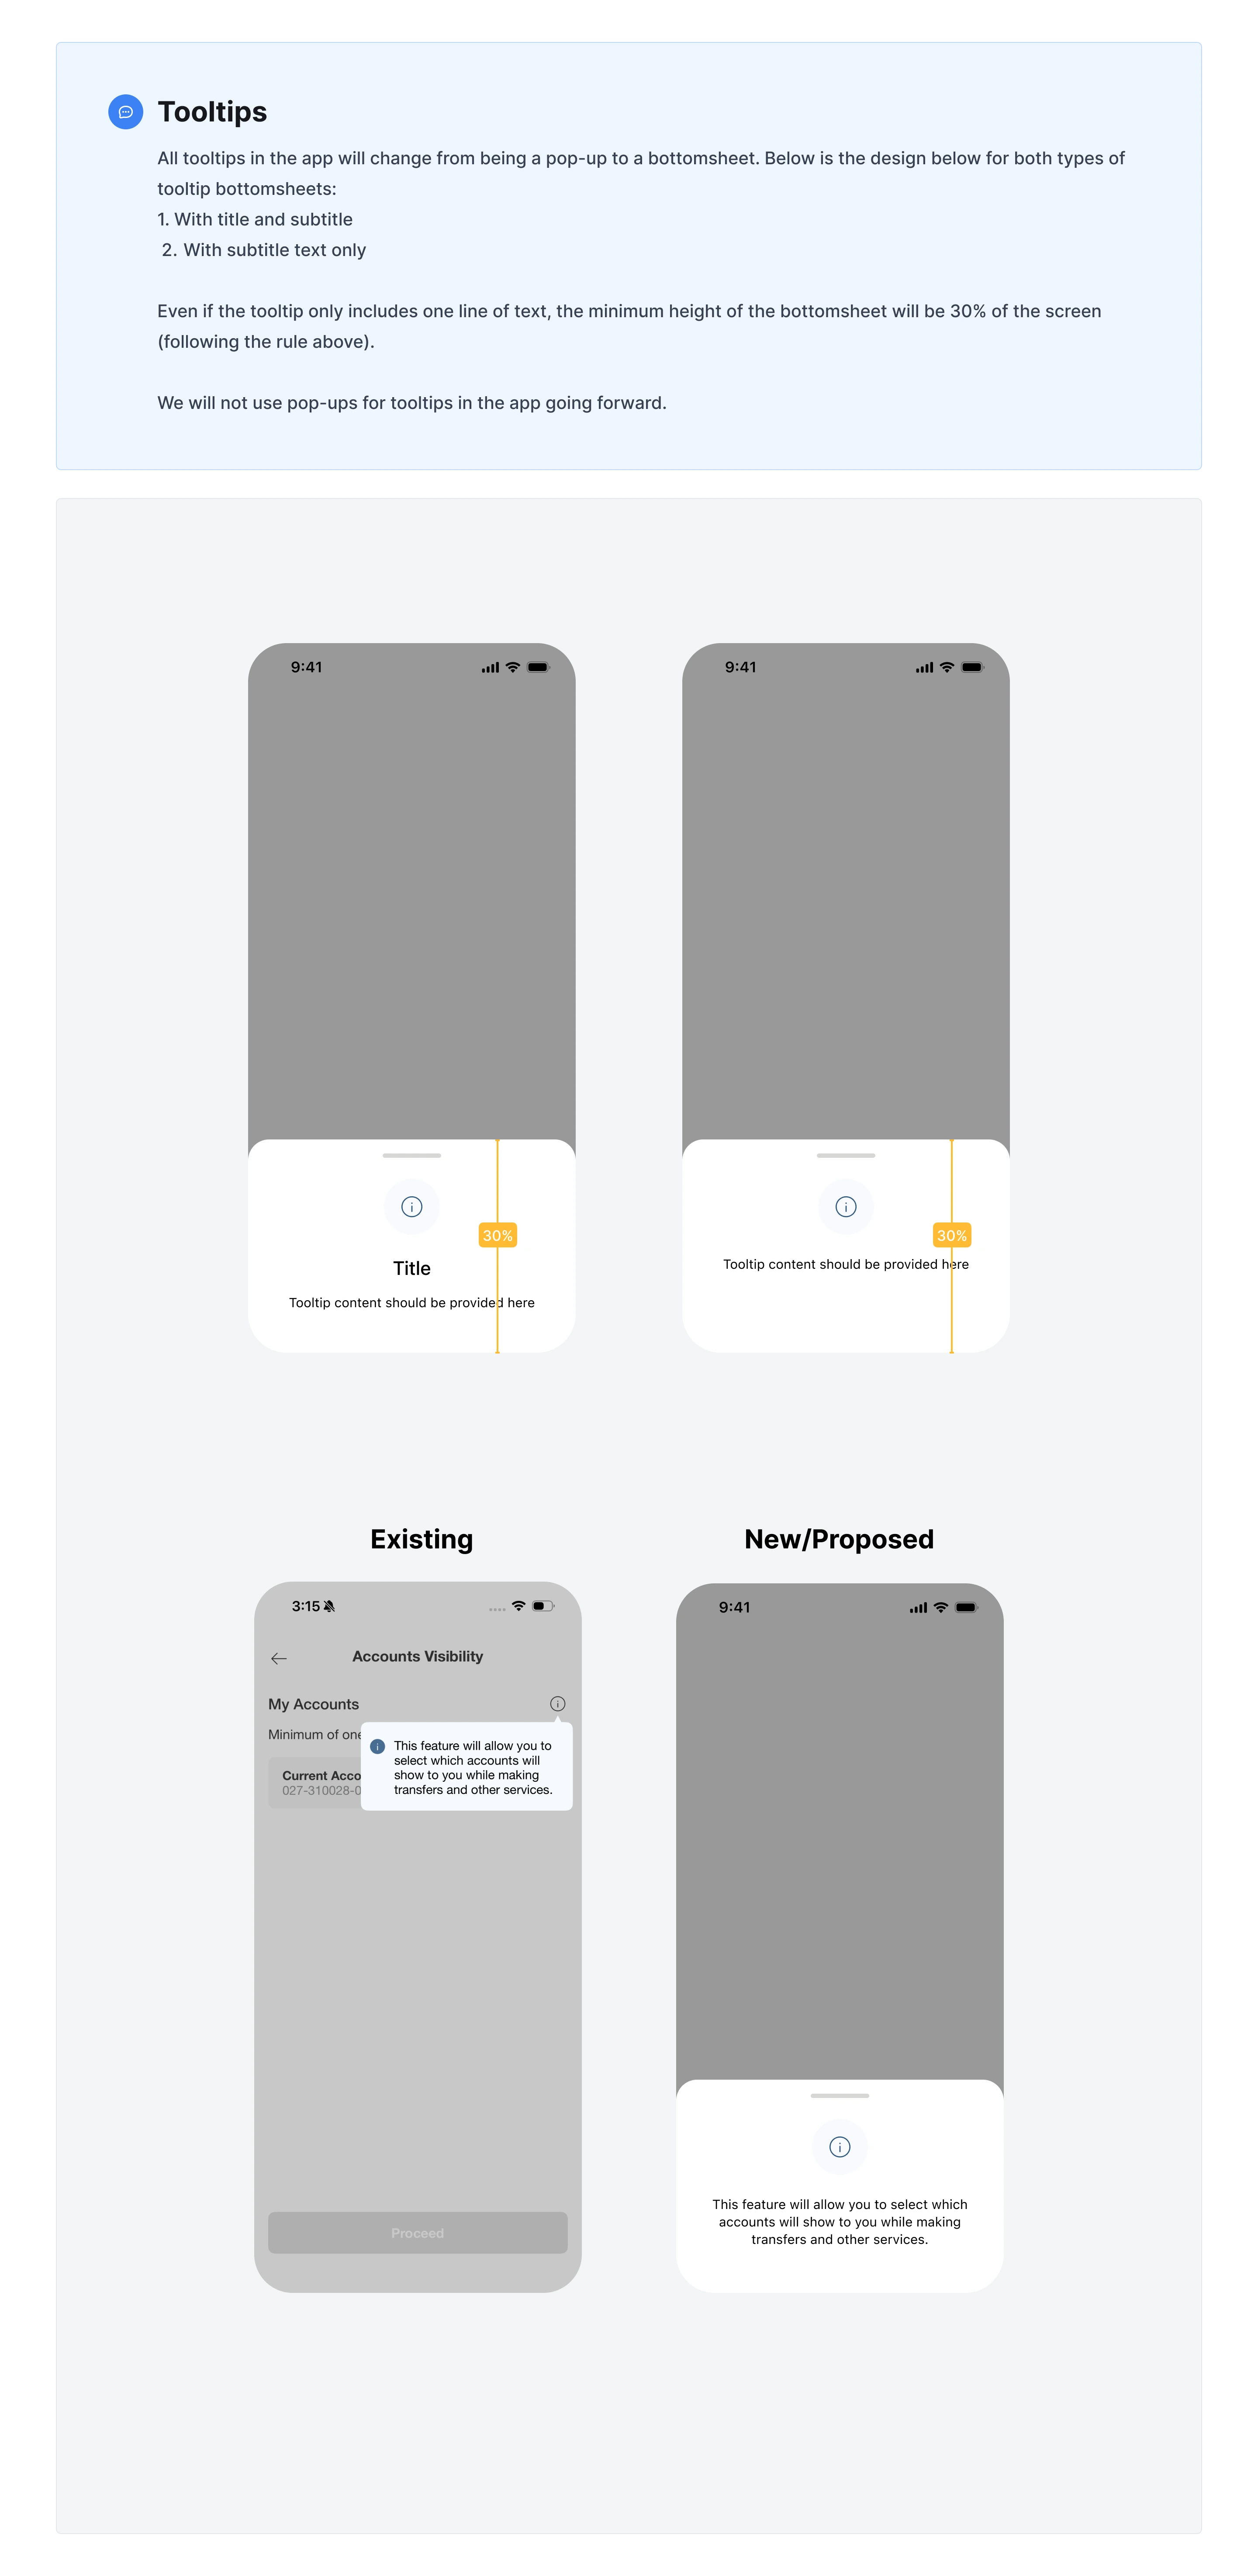 Tooltips
All tooltips in the app will change from being a pop-up to a bottomsheet. Below is the design below for both types of
tooltip bottomsheets:
1. With title and subtitle
2. With subtitle text only
Even if the tooltip only includes one line of text, the minimum height of the bottomsheet will be 30% of the screen
(following the rule above).
We will not use pop-ups for tooltips in the app going forward.
9:41
30%
Title
Tooltip content should be provided here
9:41
30%
Tooltip content should be provided here
Existing
3:15
Accounts Visibility
My Accounts
Minimum of one
This feature will allow you to
select which accounts will
show to you while making
transfers and other services.
Current Acco
027-310028-0
Proceed
New/Proposed
9:41
This feature will allow you to select which
accounts will show to you while making
transfers and other services.